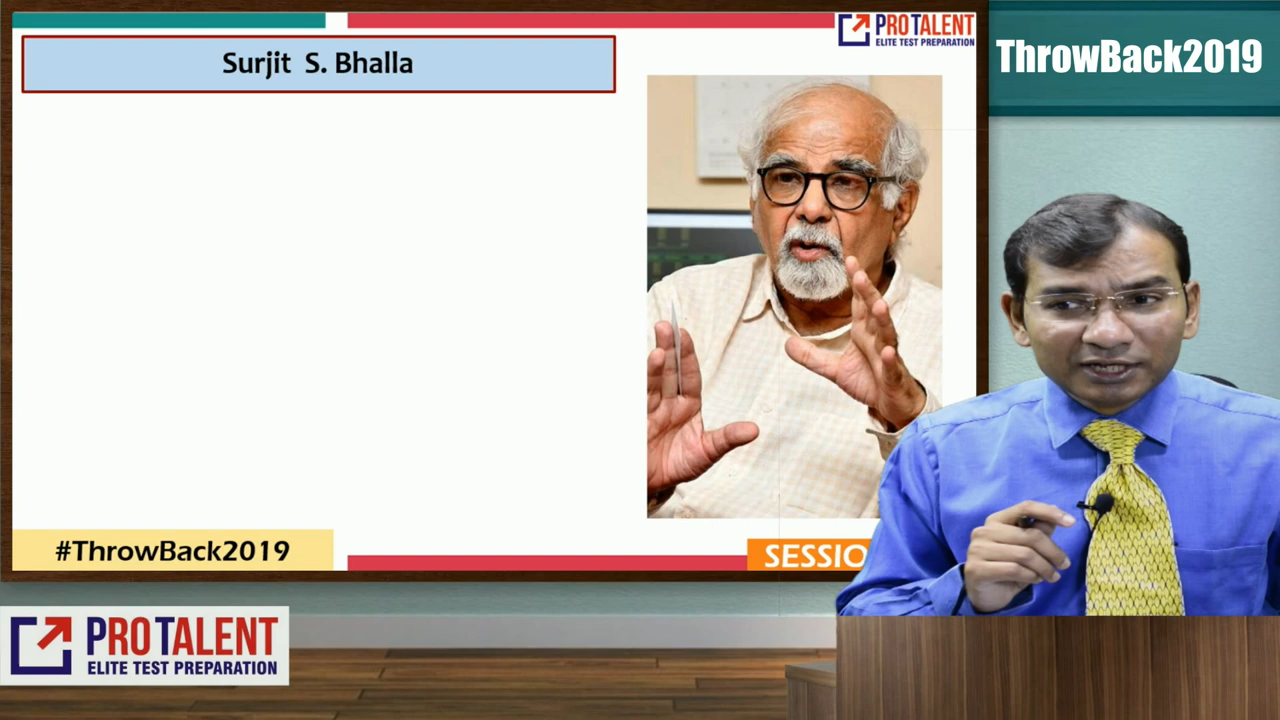 PROTALENT
ELITE TEST PREPARATION
ThrowBack2019
Surjit S. Bhalla
#ThrowBack2019
PROTALENT
ELITE TEST PREPARATION